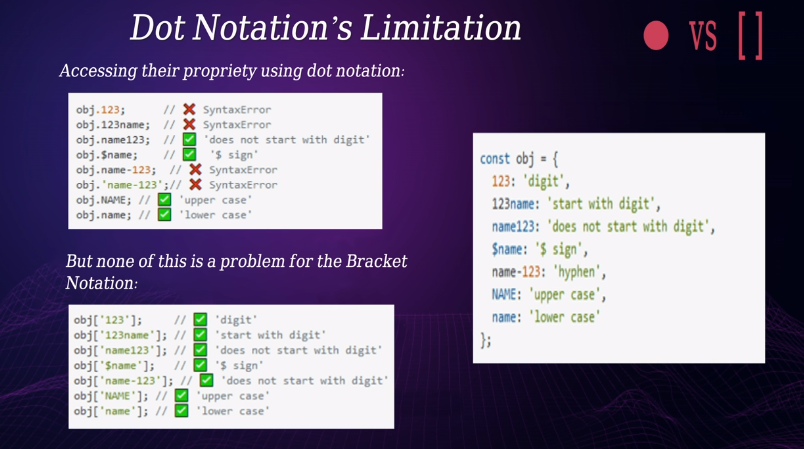 Dot Notation's Limitation
● VS [ ]
Accessing their propriety using dot notation:
obj.123;      // ❌ SyntaxError
obj.123name;  // ❌ SyntaxError
obj.name123;  // ✅ 'does not start with digit'
obj.$name;    // ✅  '$ sign'
obj.name-123;  // ❌ SyntaxError
obj.'name-123';// ❌ SyntaxError
obj.NAME; // ✅ 'upper case'
obj.name; // ✅ 'lower case'
But none of this is a problem for the Bracket
Notation:
obj['123'];     // ✅ 'digit'
obj['123name']; // ✅ 'start with digit'
obj['name123']; // ✅ 'does not start with digit'
obj['$name'];   // ✅ '$ sign'
obj['name-123']; // ✅ 'does not start with digit'
obj['NAME']; // ✅ 'upper case'
obj['name']; // ✅ 'lower case'
const obj = {
  123: 'digit',
  123name: 'start with digit',
  name123: 'does not start with digit',
  $name: '$ sign',
  name-123: 'hyphen',
  NAME: 'upper case',
  name: 'lower case'
};